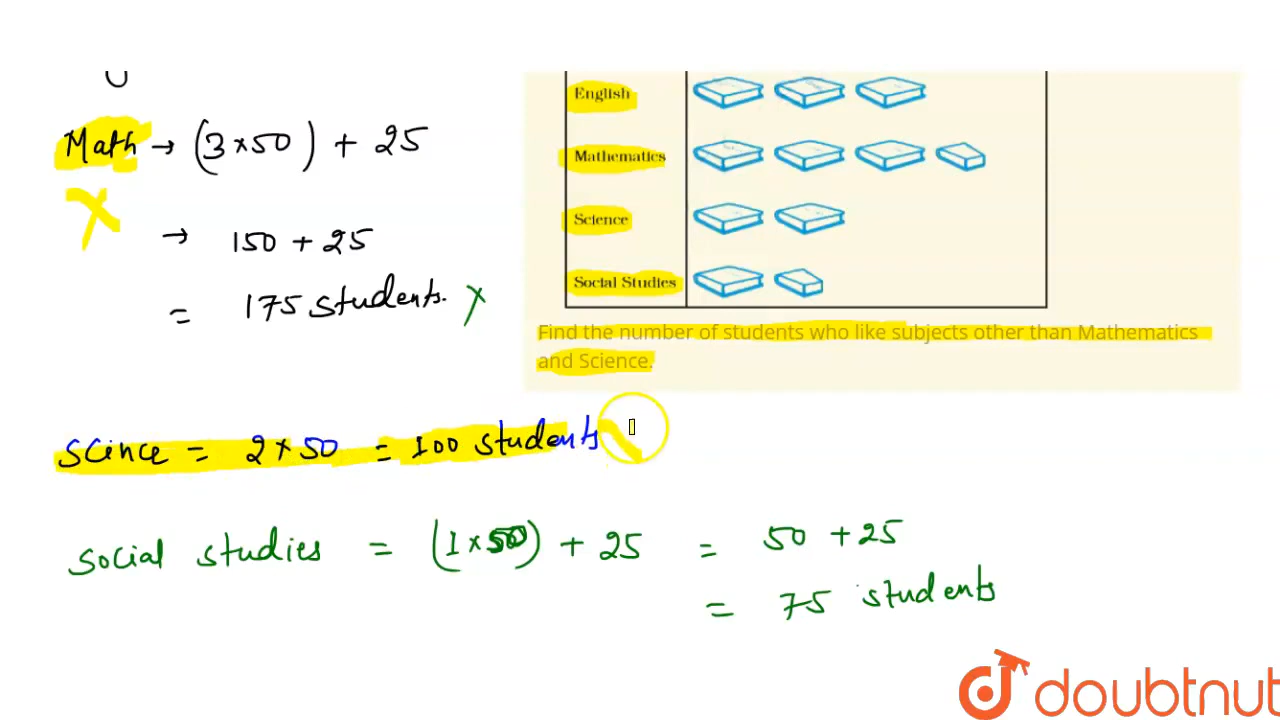 Math → (3×50) + 25
→ 150 + 25
= 175 students. ×
English
Mathematics
Science
Social Studies
Find the number of students who like subjects other than Mathematics
and Science.
Scince = 2×50 = 100 students
Social studies = (1×50) + 25 = 50 + 25
= 75 students
doubtnut